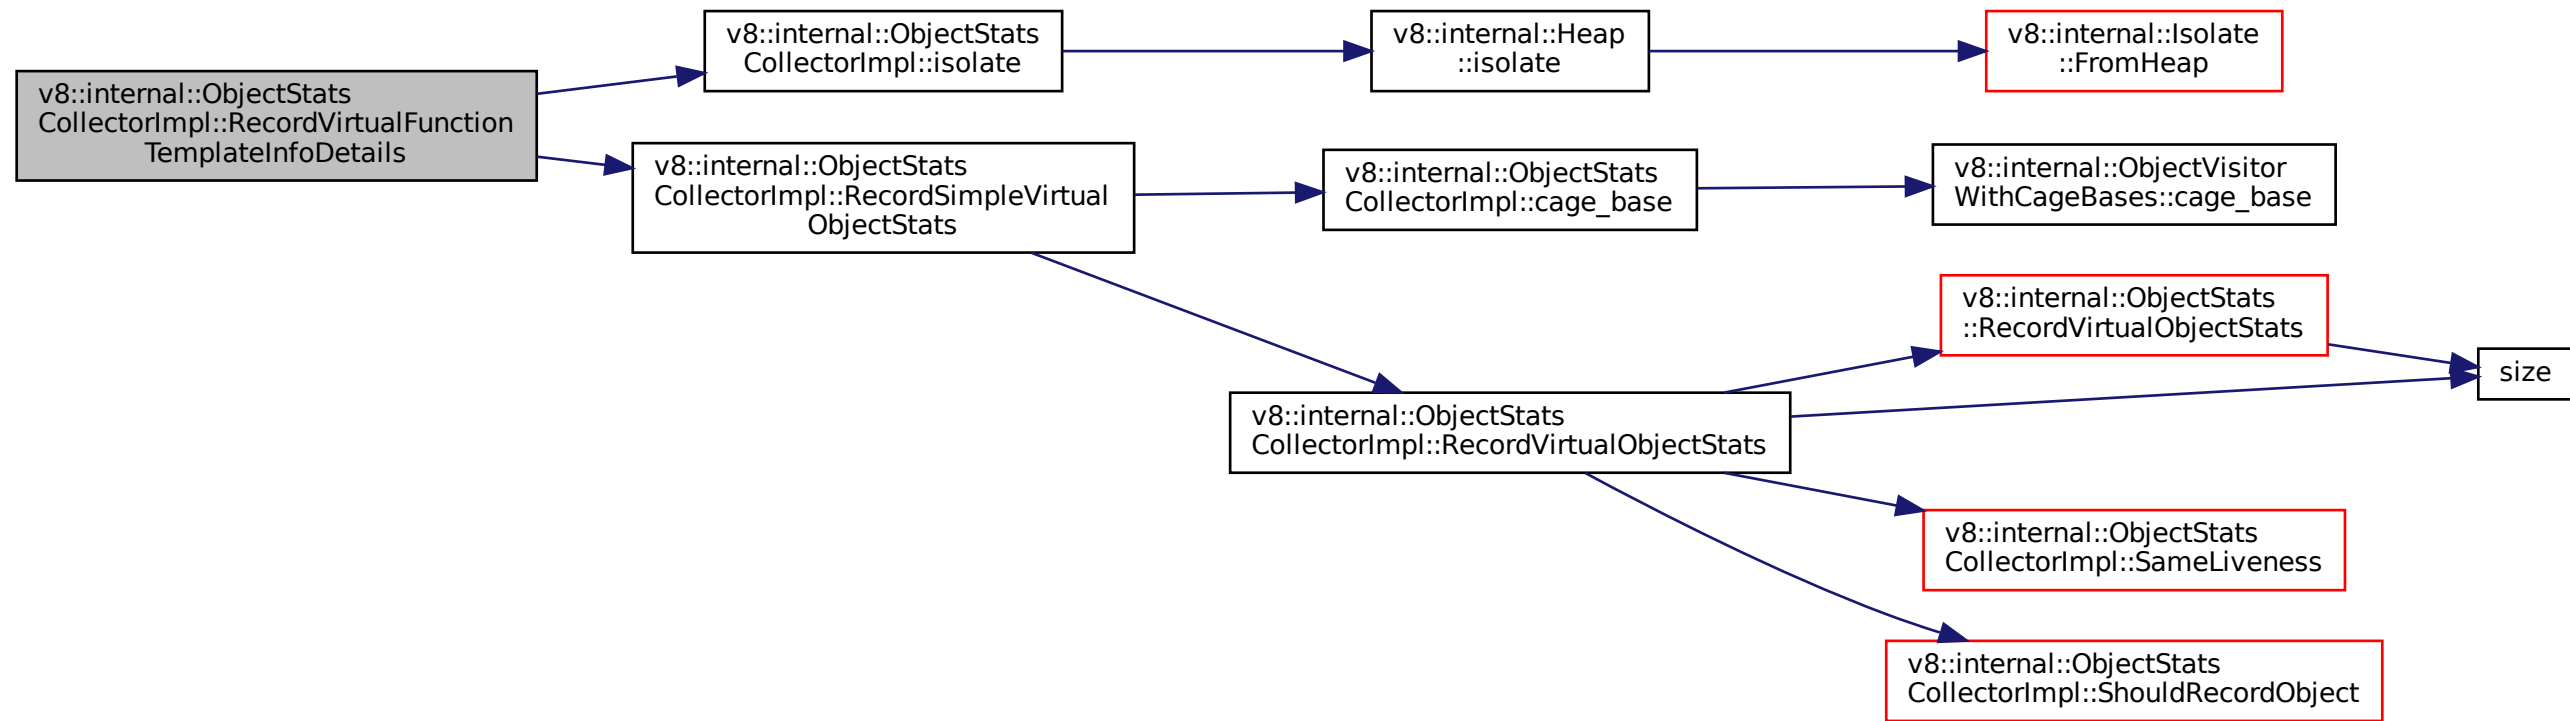 v8::internal::ObjectStats
CollectorImpl::RecordVirtualFunction
TemplateInfoDetails
v8::internal::ObjectStats
CollectorImpl::isolate
v8::internal::Heap
::isolate
v8::internal::Isolate
::FromHeap
v8::internal::ObjectStats
CollectorImpl::RecordSimpleVirtual
ObjectStats
v8::internal::ObjectStats
CollectorImpl::cage_base
v8::internal::ObjectVisitor
WithCageBases::cage_base
v8::internal::ObjectStats
CollectorImpl::RecordVirtualObjectStats
v8::internal::ObjectStats
::RecordVirtualObjectStats
size
v8::internal::ObjectStats
CollectorImpl::SameLiveness
v8::internal::ObjectStats
CollectorImpl::ShouldRecordObject